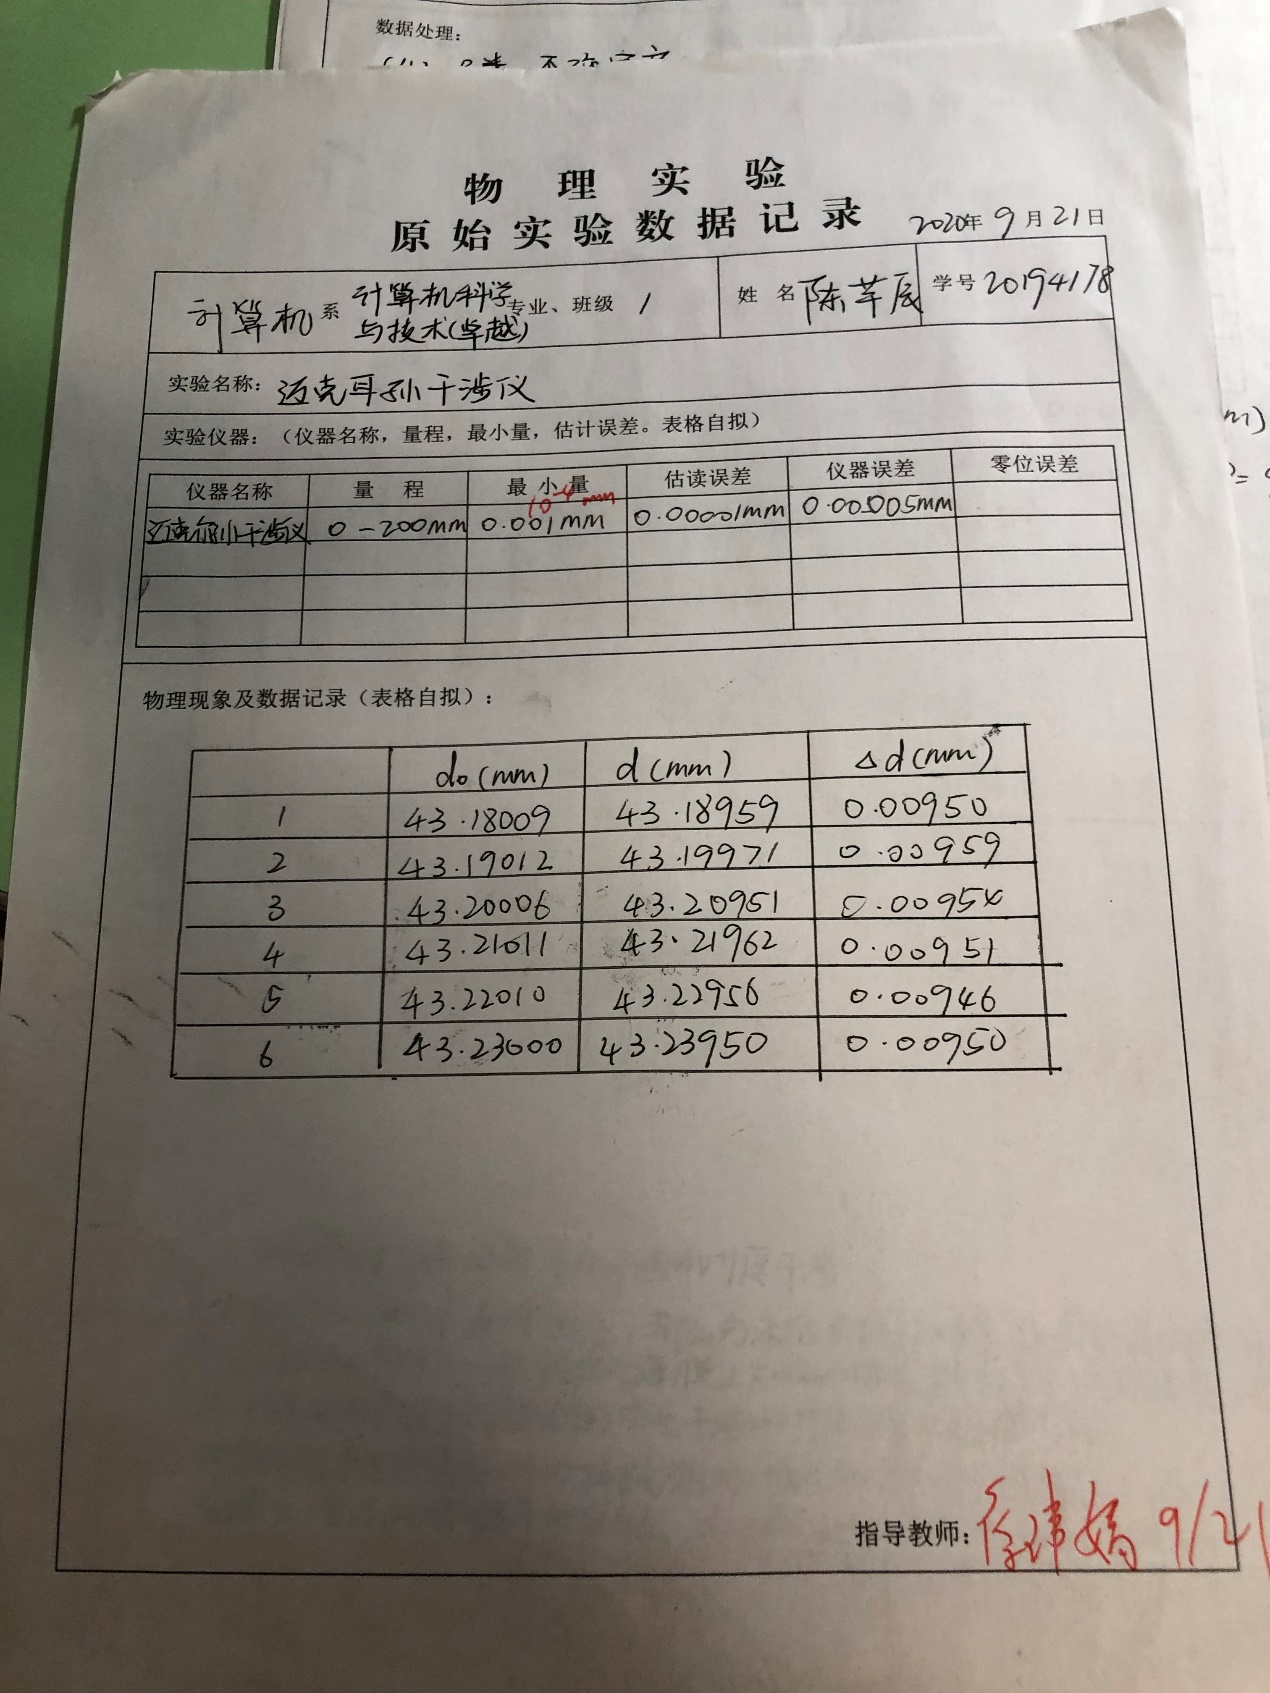 数据处理:
物理实验
原始实验数据记录 2020年9月21日
计算机系 计算机科学与技术(卓越)专业、班级 1 姓名 陈芊辰 学号 20194178
实验名称: 迈克耳孙干涉仪
实验仪器:(仪器名称,量程,最小量,估计误差。表格自拟)
仪器名称 量程 最小量 估读误差 仪器误差 零位误差
10-4mm
迈克尔孙干涉仪 0-200mm 0.001mm 0.00001mm 0.00005mm
物理现象及数据记录(表格自拟):
d0(mm) d(mm) Δd(mm)
1 43.18009 43.18959 0.00950
2 43.19012 43.19971 0.00959
3 43.20006 43.20951 0.0095
4 43.21011 43.21962 0.00951
5 43.22010 43.22956 0.00946
6 43.23000 43.23950 0.00950
指导教师: 9/21